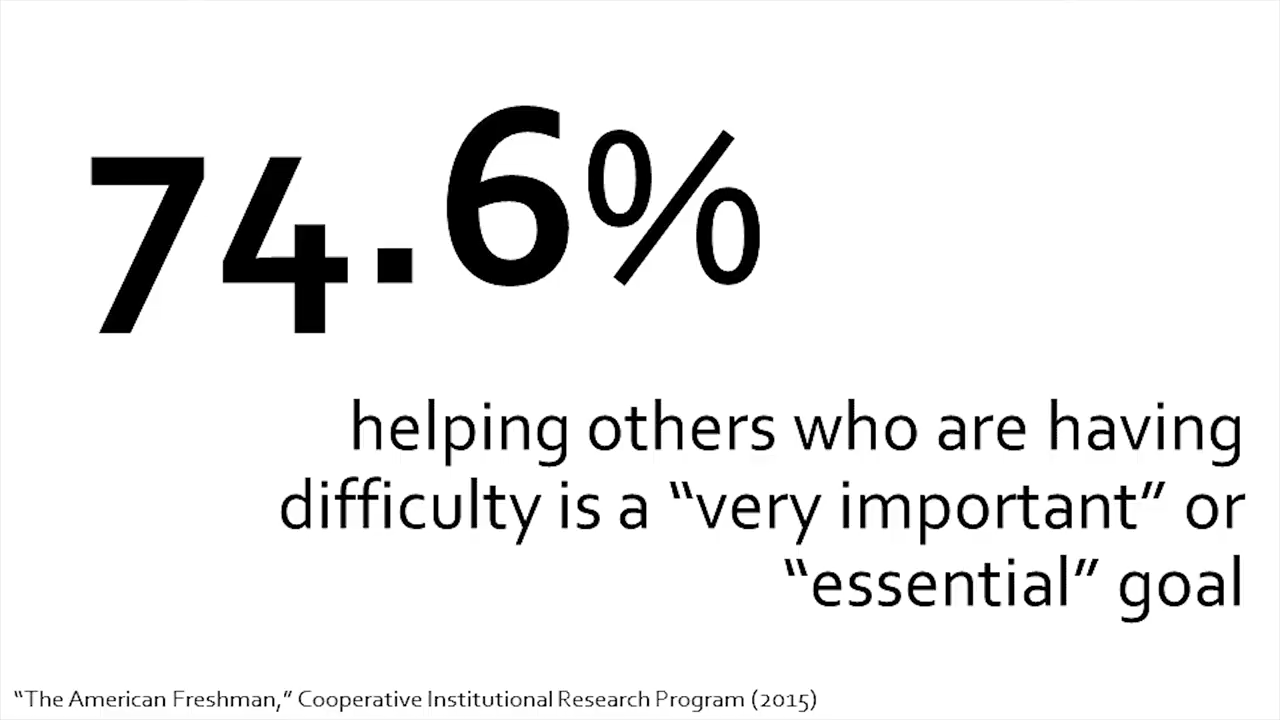 74.6%
helping others who are having
difficulty is a “very important” or
“essential” goal
“The American Freshman,” Cooperative Institutional Research Program (2015)